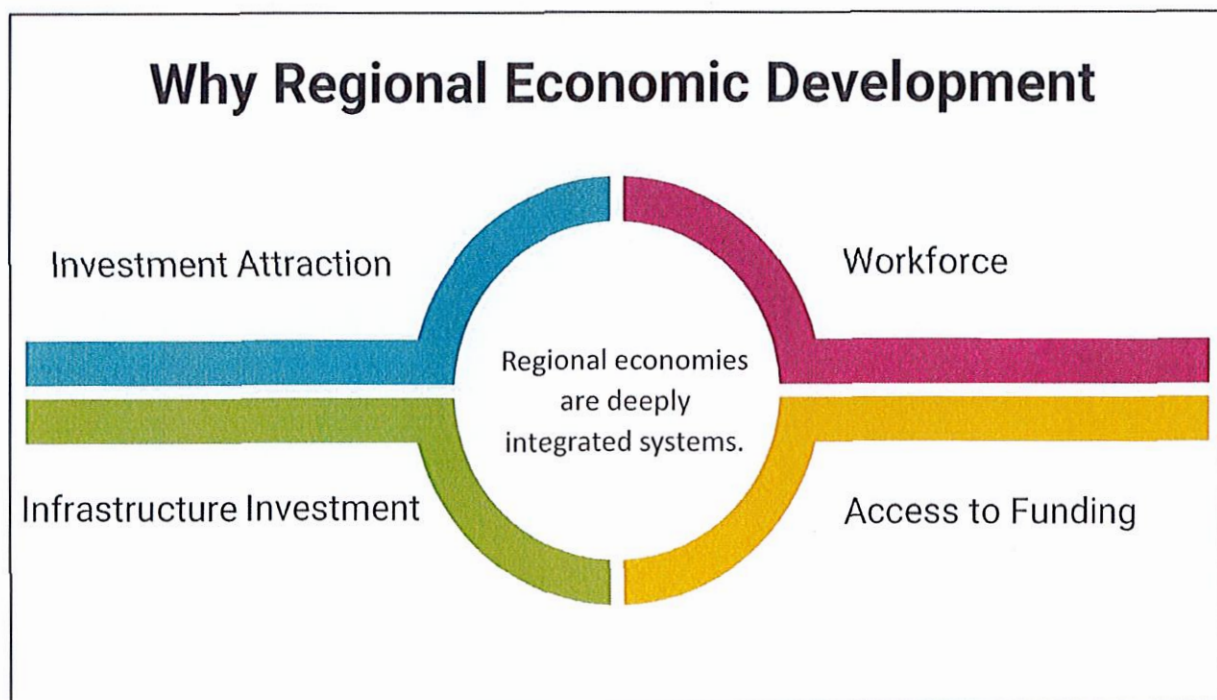 Why Regional Economic Development
Investment Attraction
Workforce
Regional economies
are deeply
integrated systems.
Infrastructure Investment
Access to Funding